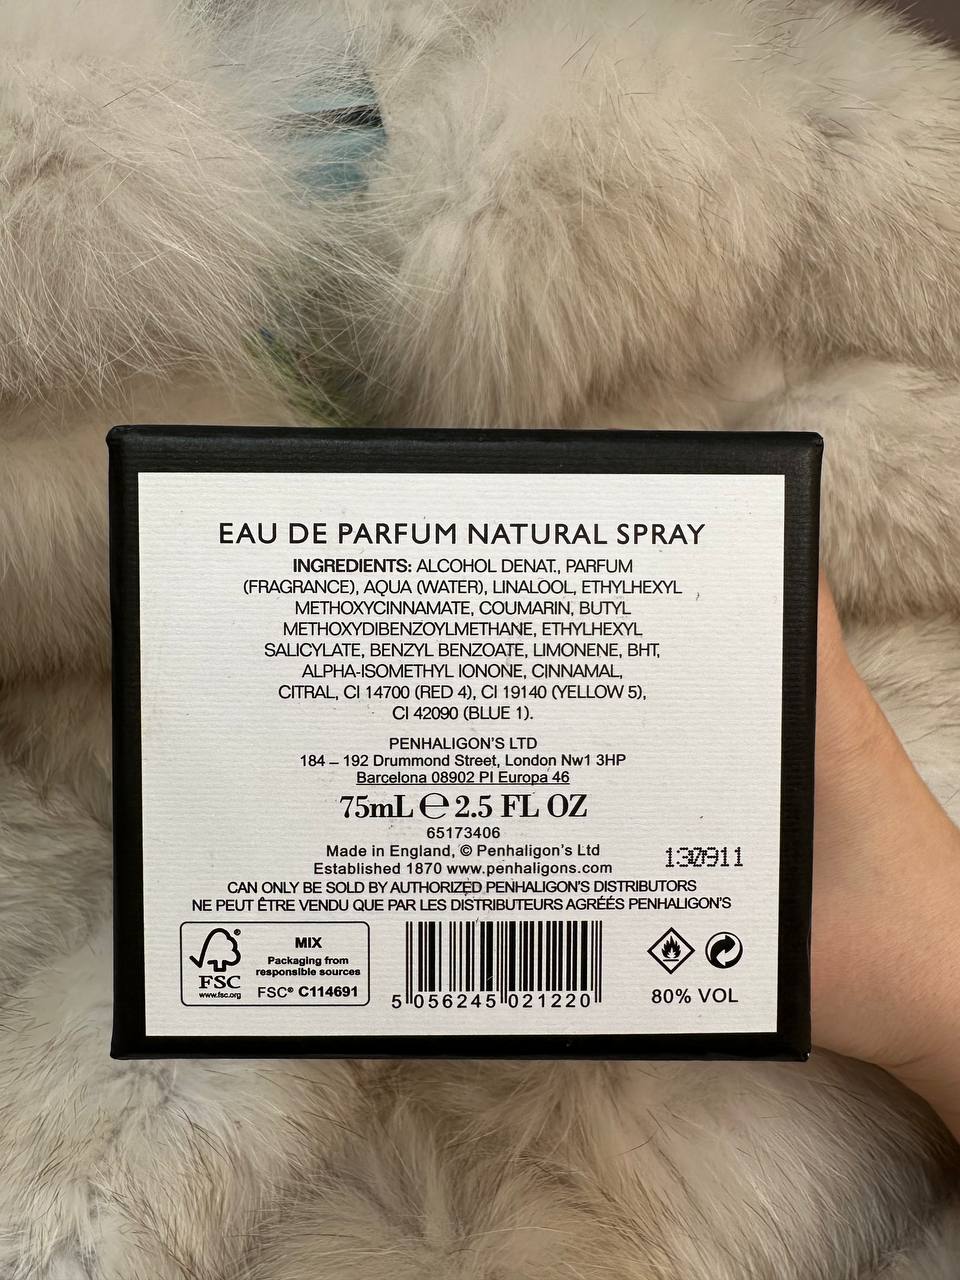 EAU DE PARFUM NATURAL SPRAY
INGREDIENTS: ALCOHOL DENAT., PARFUM
(FRAGRANCE), AQUA (WATER), LINALOOL, ETHYLHEXYL
METHOXYCINNAMATE, COUMARIN, BUTYL
METHOXYDIBENZOYLMETHANE, ETHYLHEXYL
SALICYLATE, BENZYL BENZOATE, LIMONENE, BHT,
ALPHA-ISOMETHYL IONONE, CINNAMAL,
CITRAL, CI 14700 (RED 4), CI 19140 (YELLOW 5),
CI 42090 (BLUE 1).
PENHALIGON'S LTD
184 – 192 Drummond Street, London Nw1 3HP
Barcelona 08902 Pl Europa 46
75mL ℮ 2.5 FL OZ
65173406
Made in England, © Penhaligon's Ltd
130911
Established 1870 www.penhaligons.com
CAN ONLY BE SOLD BY AUTHORIZED PENHALIGON'S DISTRIBUTORS
NE PEUT ÊTRE VENDU QUE PAR LES DISTRIBUTEURS AGRÉÉS PENHALIGON'S
FSC
www.fsc.org
MIX
Packaging from
responsible sources
FSC® C114691
5 056245 021220
80% VOL